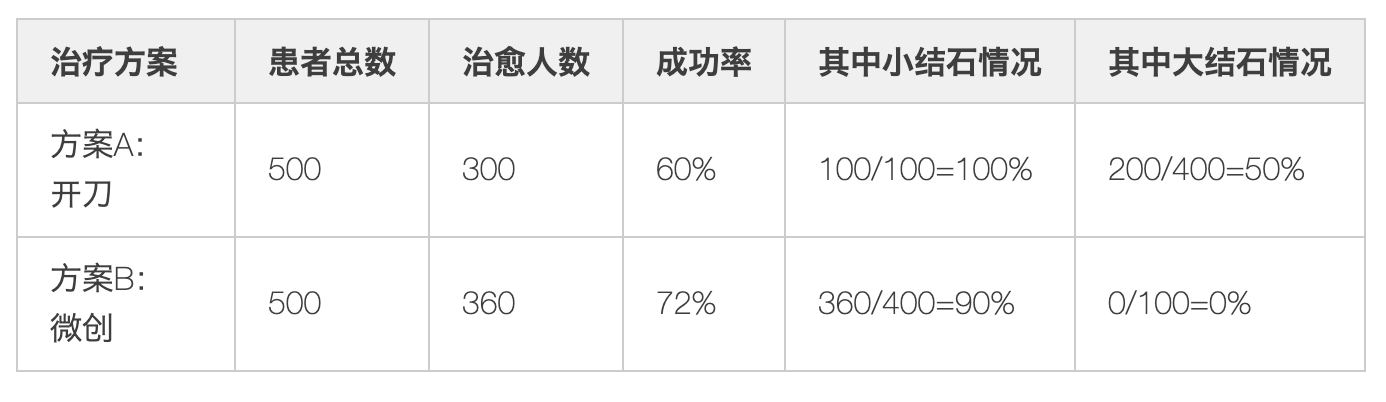 治疗方案 患者总数 治愈人数 成功率 其中小结石情况 其中大结石情况
方案A：
开刀
500 300 60% 100/100=100% 200/400=50%
方案B：
微创
500 360 72% 360/400=90% 0/100=0%